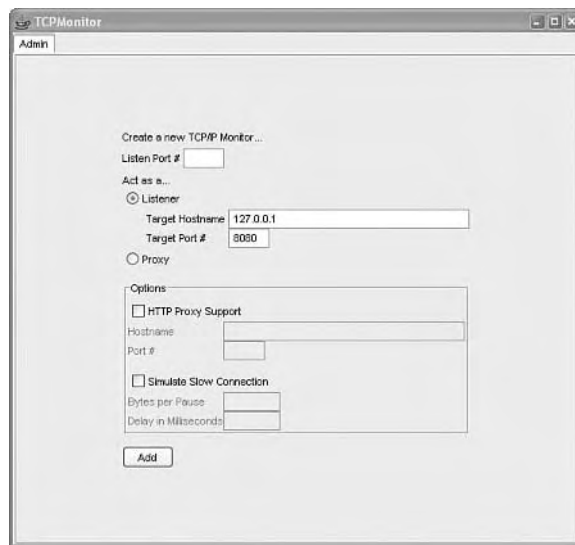 TCPMonitor
Admin
Create a new TCP/IP Monitor...
Listen Port #
Act as a...
Listener
Target Hostname 127.0.0.1
Target Port # 8080
Proxy
Options
HTTP Proxy Support
Hostname
Port #
Simulate Slow Connection
Bytes per Pause
Delay in Milliseconds
Add